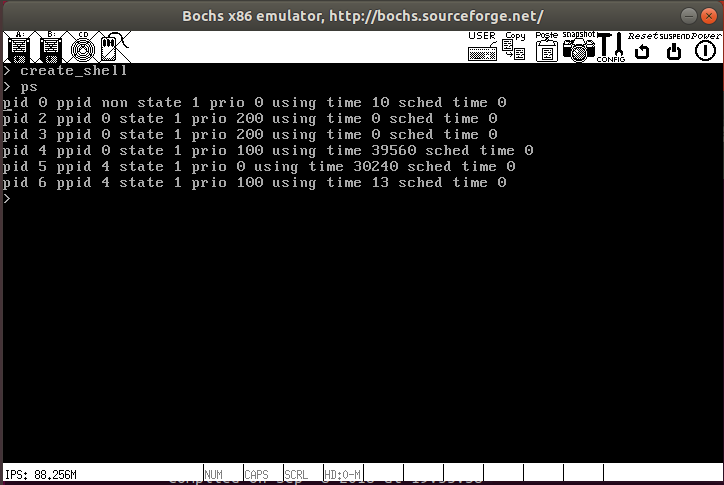 Bochs x86 emulator, http://bochs.sourceforge.net/
A: B: CD USER Copy Paste snapshot CONFIG Reset SUSPEND Power
> create_shell
> ps
pid 0 ppid non state 1 prio 0 using time 10 sched time 0
pid 2 ppid 0 state 1 prio 200 using time 0 sched time 0
pid 3 ppid 0 state 1 prio 200 using time 0 sched time 0
pid 4 ppid 0 state 1 prio 100 using time 39560 sched time 0
pid 5 ppid 4 state 1 prio 0 using time 30240 sched time 0
pid 6 ppid 4 state 1 prio 100 using time 13 sched time 0
>
IPS: 88.256M NUM CAPS SCRL HD:0-M